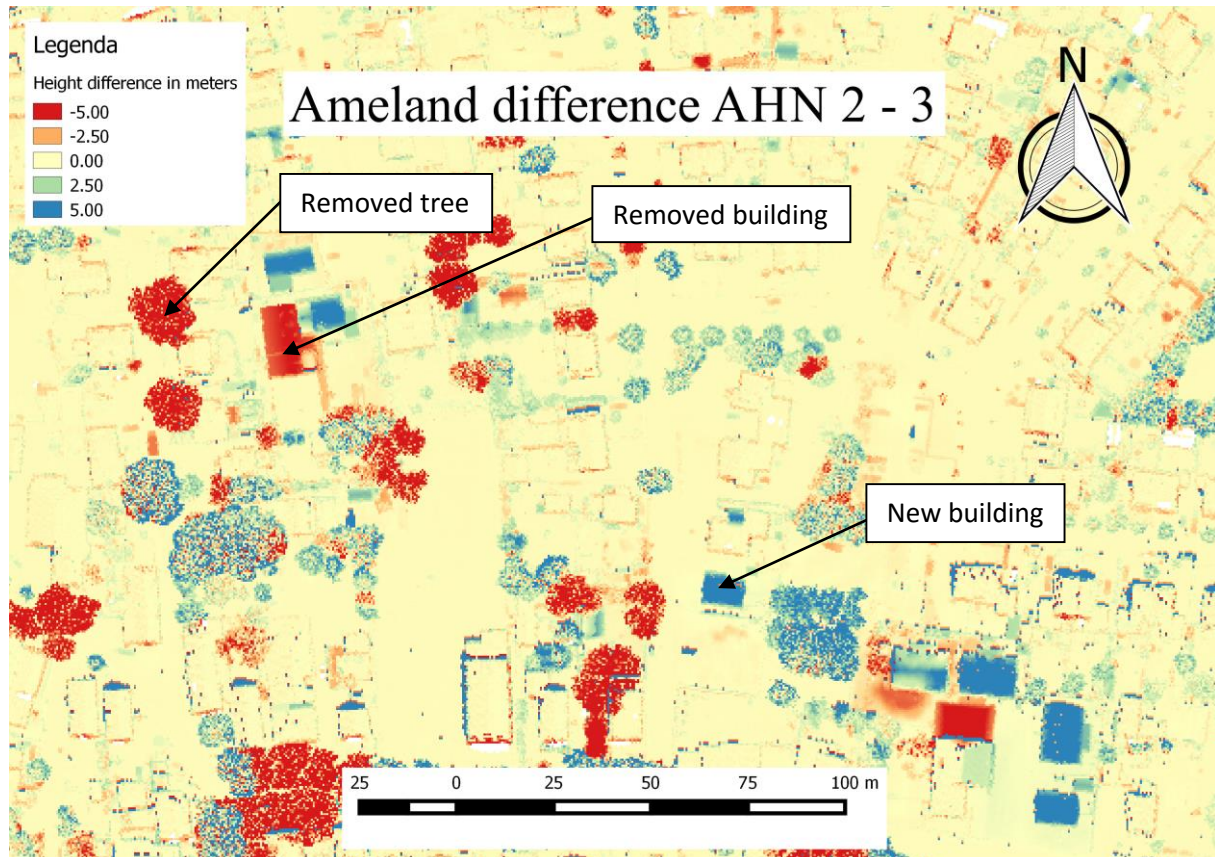 Legenda
Height difference in meters
-5.00
-2.50
0.00
2.50
5.00
Ameland difference AHN 2 - 3
N
Removed tree
Removed building
New building
25 0 25 50 75 100 m